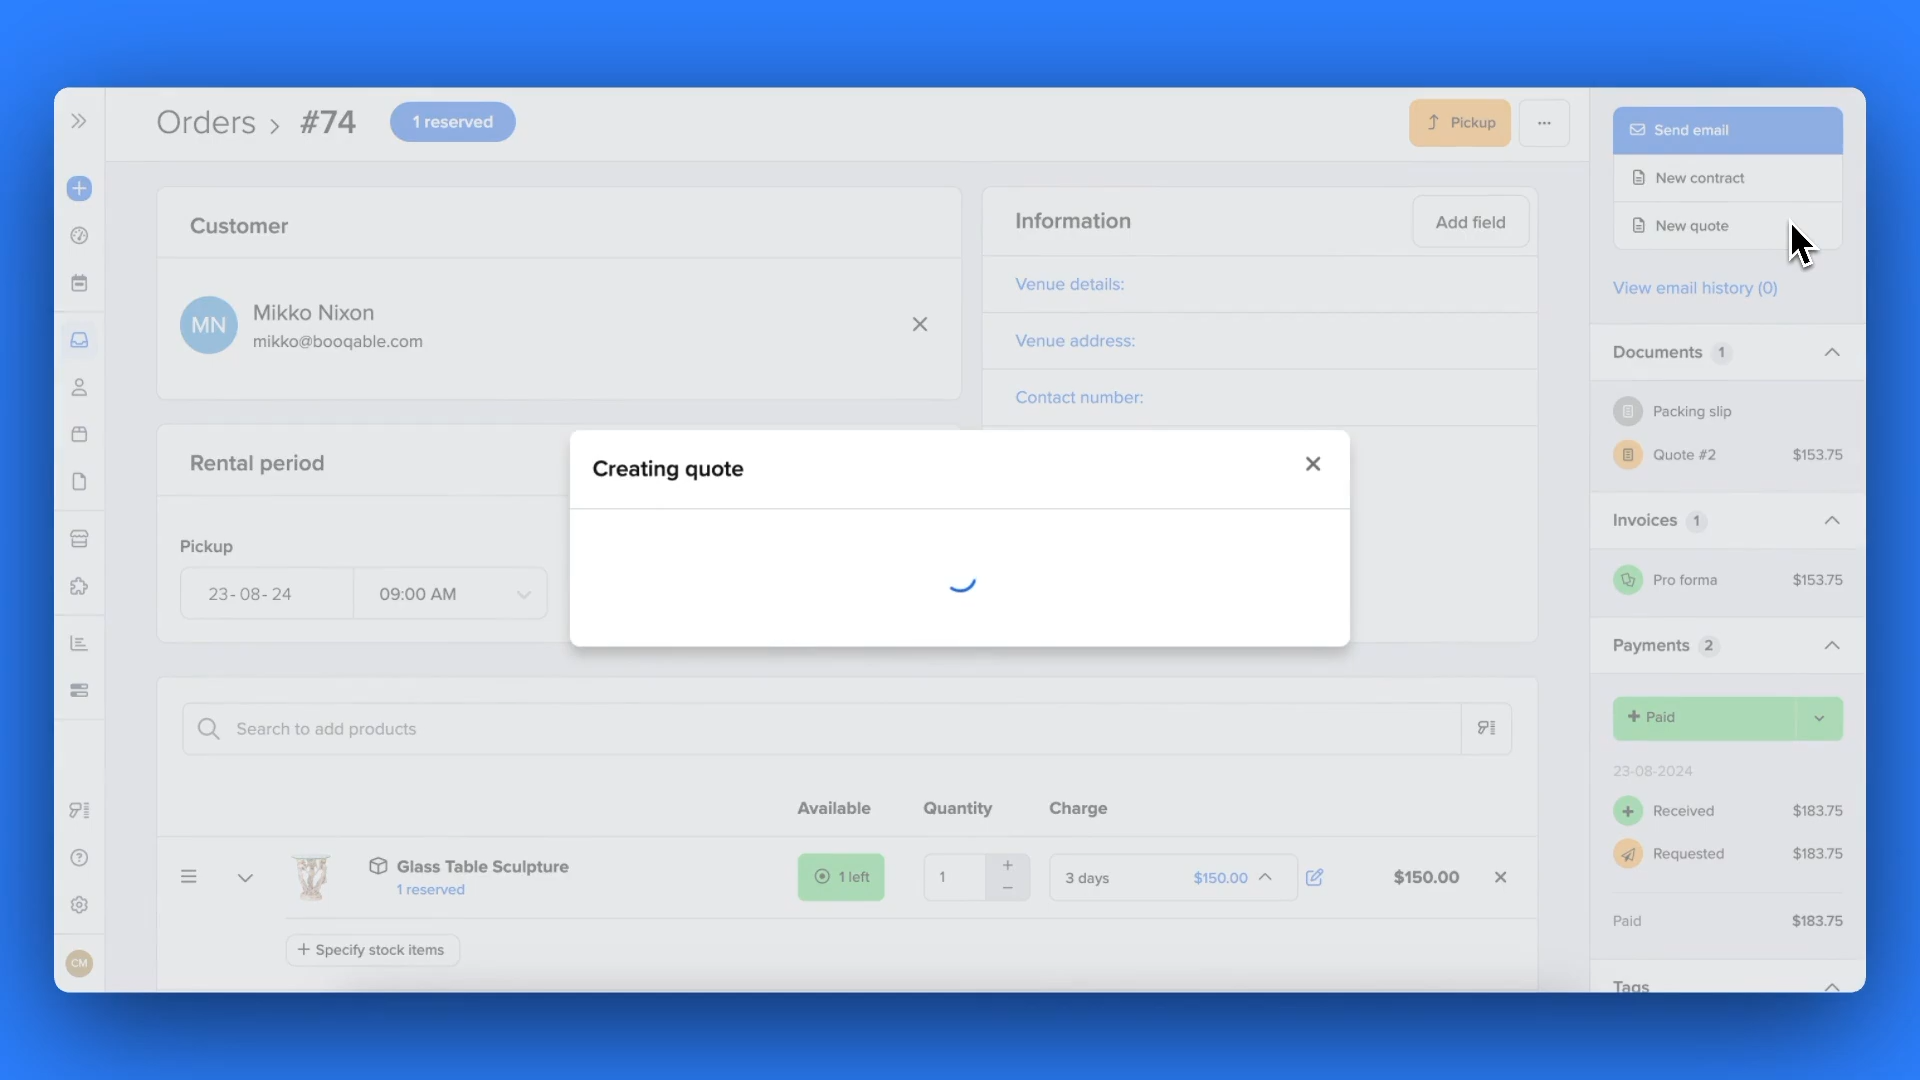 Orders › #74
1 reserved
Pickup
...
Customer
MN
Mikko Nixon
mikko@booqable.com
Information
Add field
Venue details:
Venue address:
Contact number:
Rental period
Pickup
23-08-24
09:00 AM
Creating quote
Search to add products
Available
Quantity
Charge
Glass Table Sculpture
1 reserved
1 left
1
3 days
$150.00
$150.00
+ Specify stock items
CM
Send email
New contract
New quote
View email history (0)
Documents 1
Packing slip
Quote #2 $153.75
Invoices 1
Pro forma $153.75
Payments 2
+ Paid
23-08-2024
Received $183.75
Requested $183.75
Paid $183.75
Tags